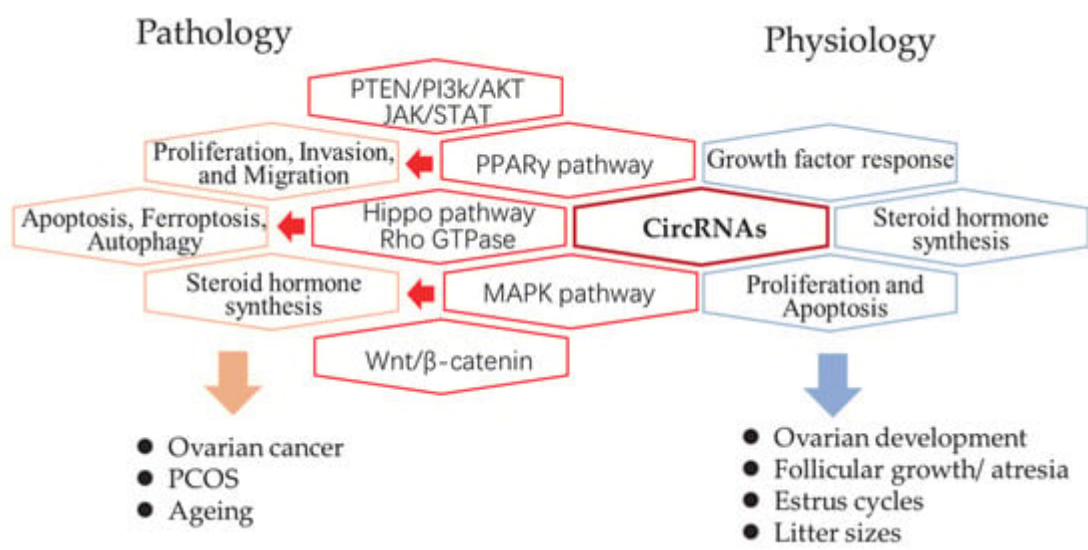 Pathology
Physiology
PTEN/PI3k/AKT
JAK/STAT
Proliferation, Invasion,
and Migration
PPARγ pathway
Growth factor response
Apoptosis, Ferroptosis,
Autophagy
Hippo pathway
Rho GTPase
CircRNAs
Steroid hormone
synthesis
Steroid hormone
synthesis
MAPK pathway
Proliferation and
Apoptosis
Wnt/β-catenin
● Ovarian cancer
● PCOS
● Ageing
● Ovarian development
● Follicular growth/ atresia
● Estrus cycles
● Litter sizes